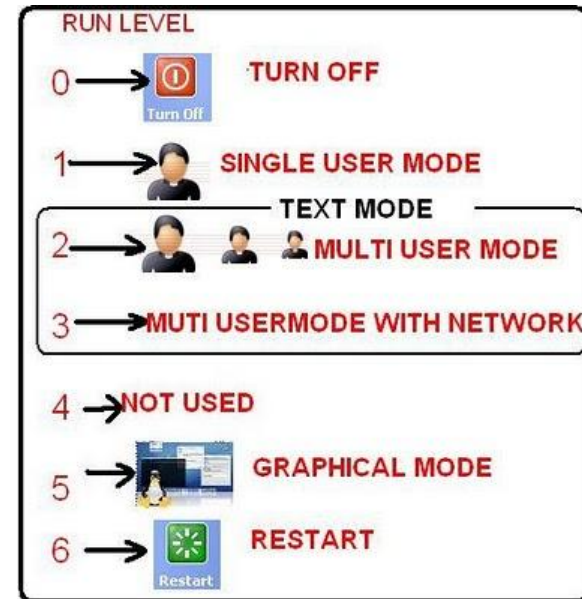 RUN LEVEL
0 TURN OFF
Turn Off
1 SINGLE USER MODE
TEXT MODE
2 MULTI USER MODE
3 MUTI USERMODE WITH NETWORK
4 NOT USED
5 GRAPHICAL MODE
6 RESTART
Restart